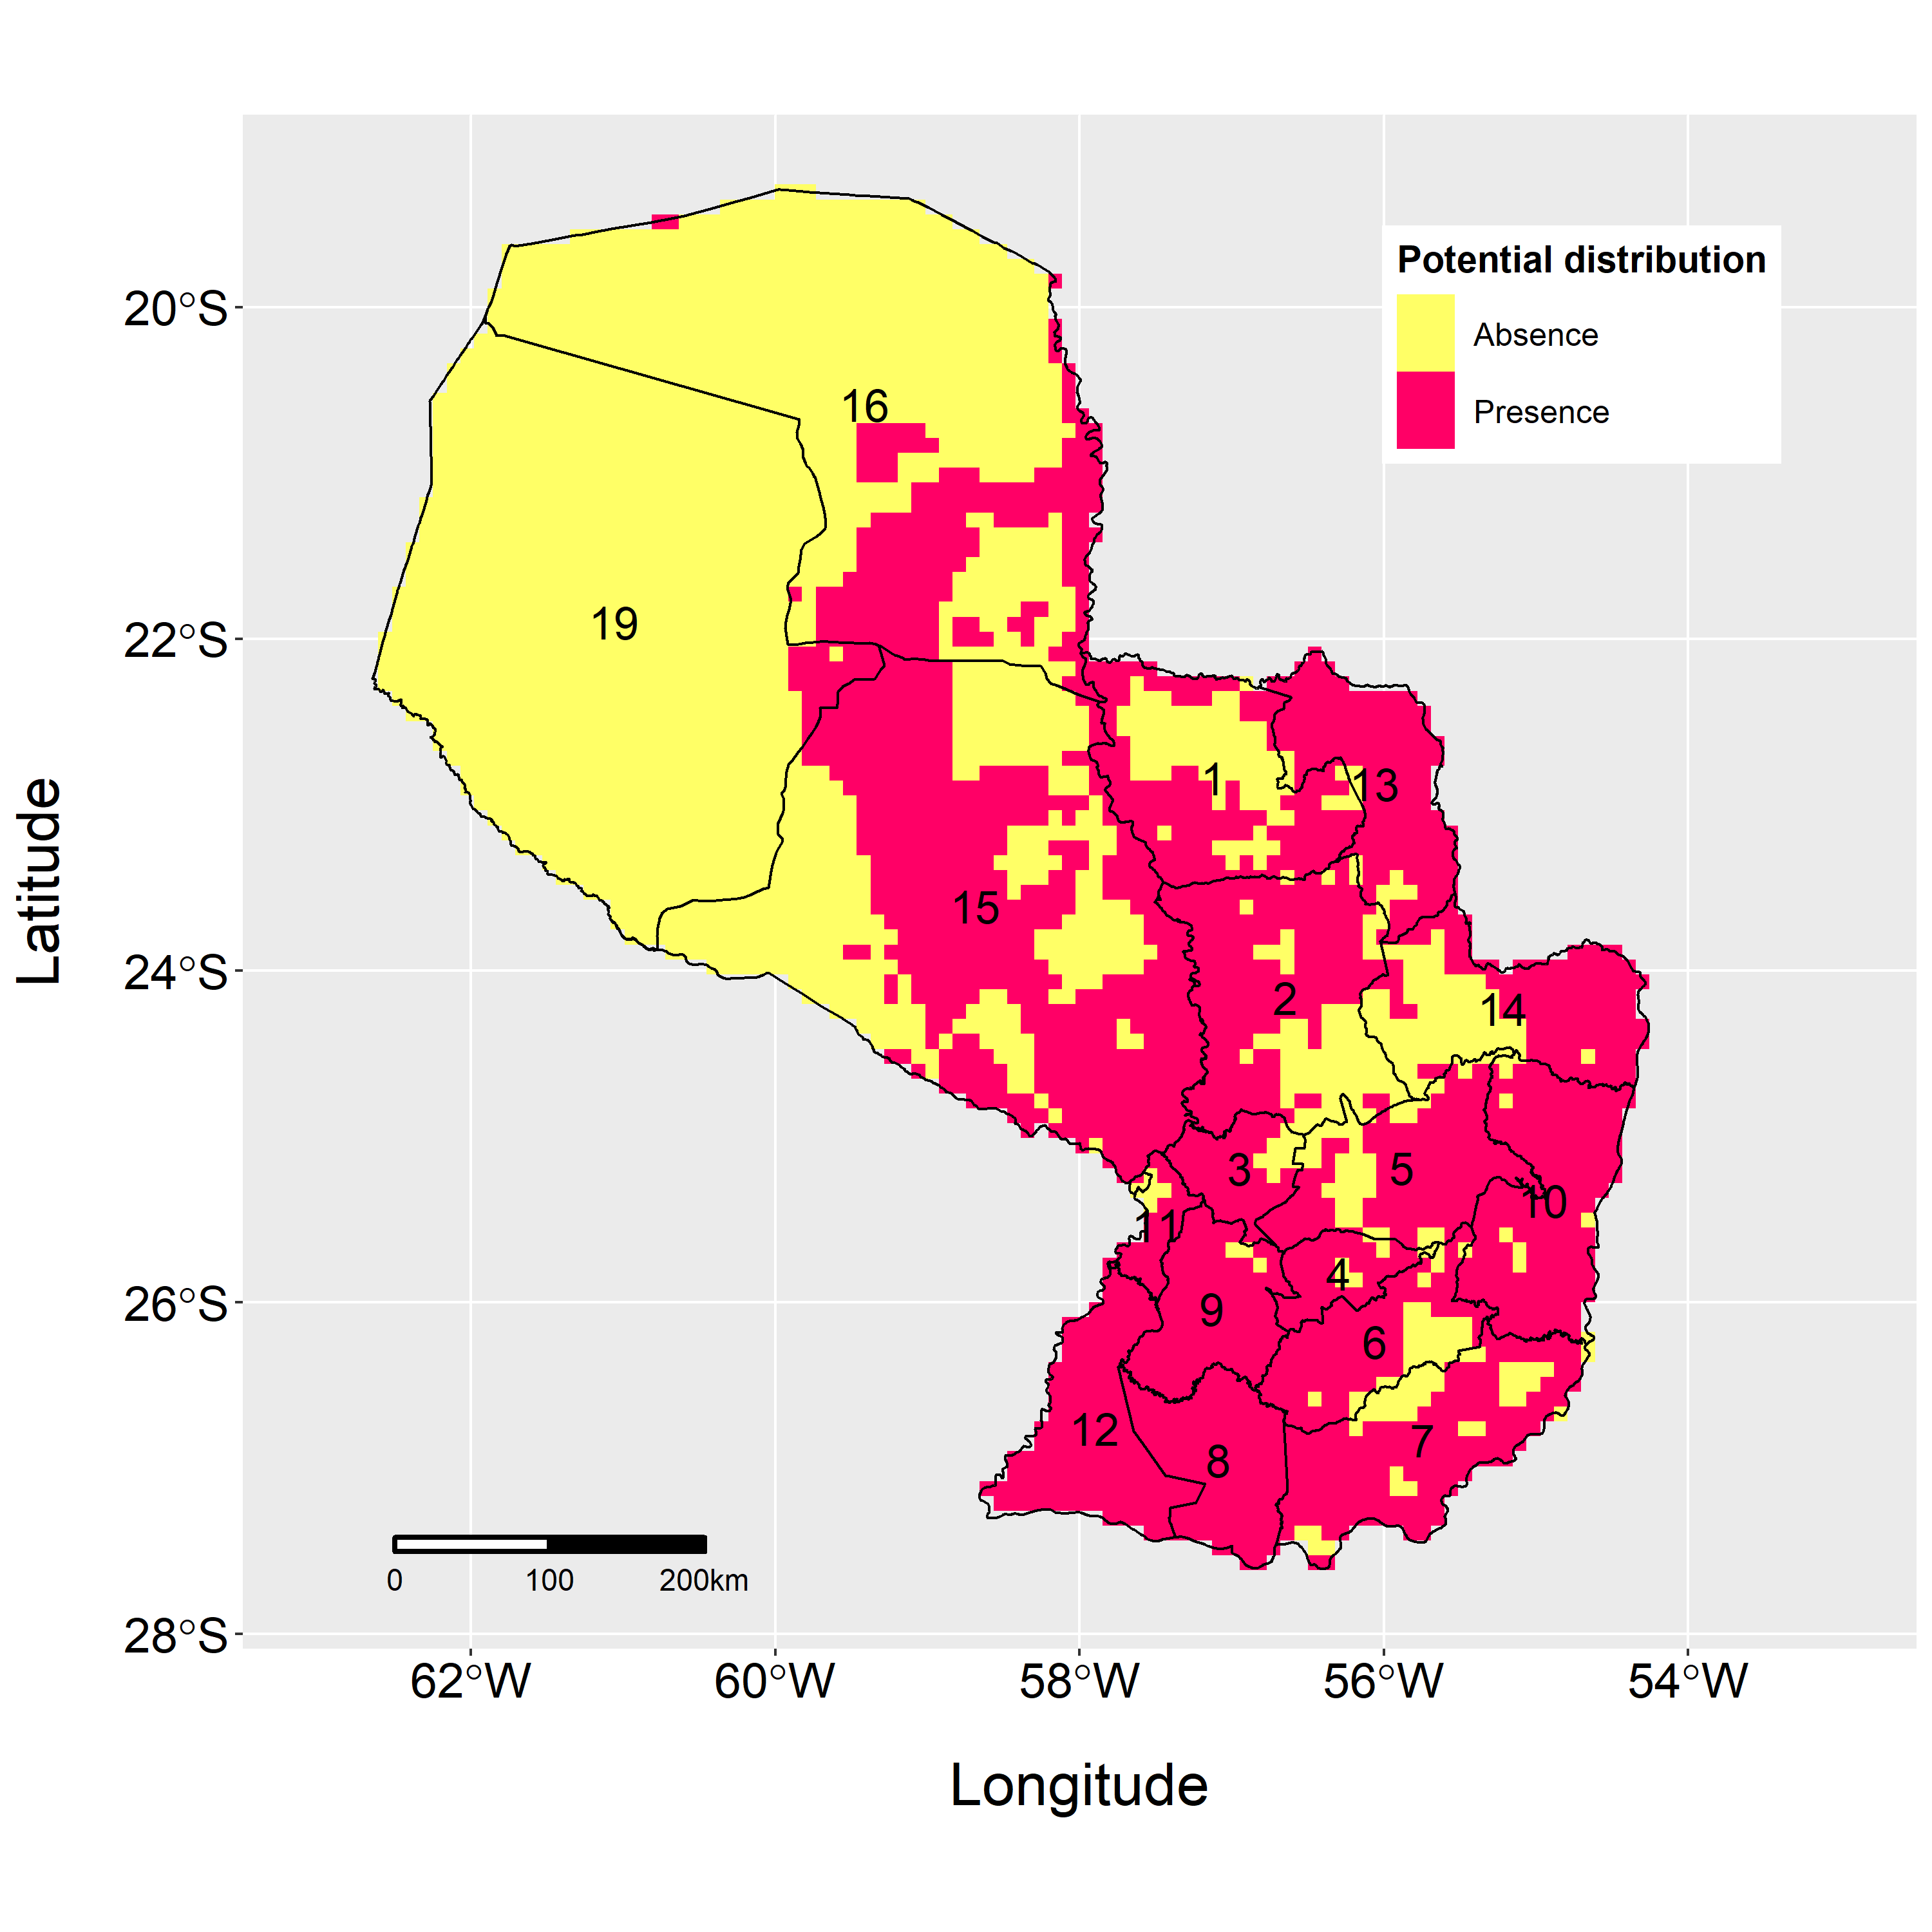 Potential distribution
Absence
Presence
20°S
22°S
24°S
26°S
28°S
Latitude
16
19
1
13
15
2
14
3
5
10
11
4
9
6
12
8
7
0 100 200km
62°W 60°W 58°W 56°W 54°W
Longitude